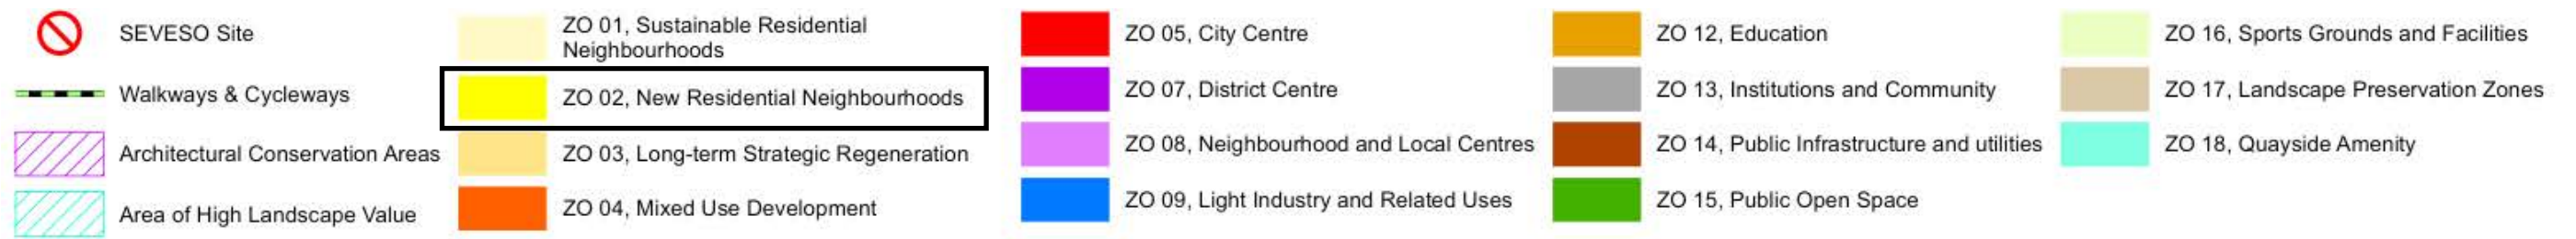 SEVESO Site
Walkways & Cycleways
Architectural Conservation Areas
Area of High Landscape Value
ZO 01, Sustainable Residential
Neighbourhoods
ZO 02, New Residential Neighbourhoods
ZO 03, Long-term Strategic Regeneration
ZO 04, Mixed Use Development
ZO 05, City Centre
ZO 07, District Centre
ZO 08, Neighbourhood and Local Centres
ZO 09, Light Industry and Related Uses
ZO 12, Education
ZO 13, Institutions and Community
ZO 14, Public Infrastructure and utilities
ZO 15, Public Open Space
ZO 16, Sports Grounds and Facilities
ZO 17, Landscape Preservation Zones
ZO 18, Quayside Amenity